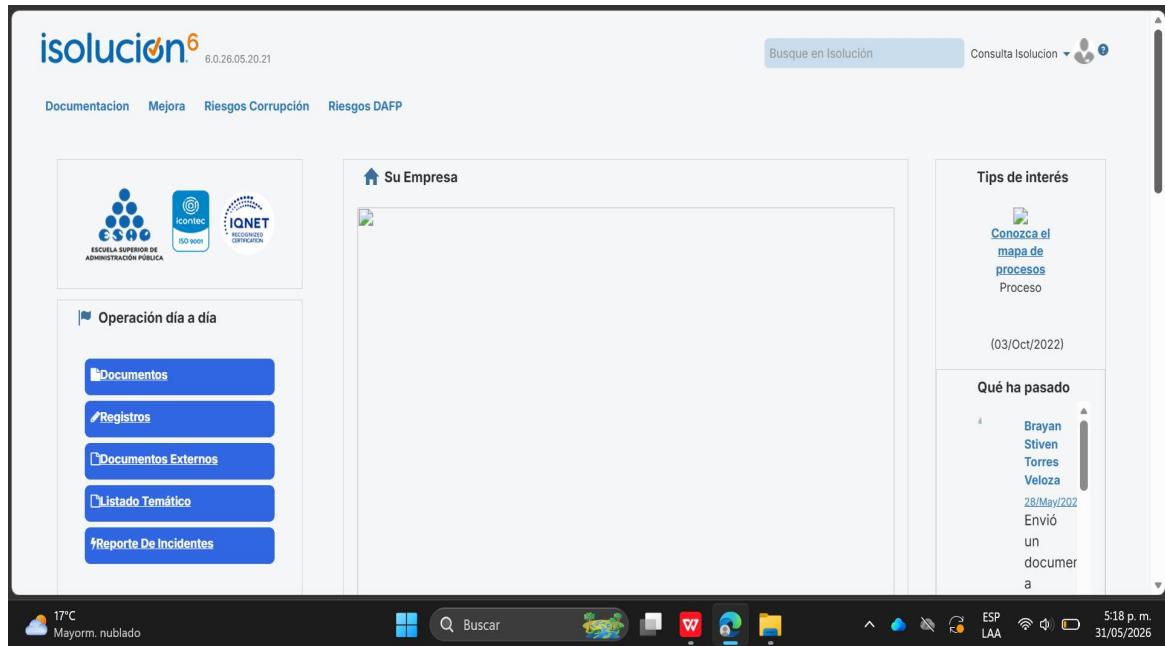 isolución 6
6.0.26.05.20.21
Busque en Isolución
Consulta Isolucion
?
Documentacion Mejora Riesgos Corrupción Riesgos DAFP
ESAP
ESCUELA SUPERIOR DE
ADMINISTRACIÓN PÚBLICA
icontec
ISO 9001
IQNET
RECOGNIZED
CERTIFICATION
Operación día a día
Documentos
Registros
Documentos Externos
Listado Temático
Reporte De Incidentes
Su Empresa
Tips de interés
Conozca el
mapa de
procesos
Proceso
(03/Oct/2022)
Qué ha pasado
Brayan
Stiven
Torres
Veloza
28/May/202
Envió
un
documer
a
17°C
Mayorm. nublado
Buscar
W
ESP
LAA
5:18 p. m.
31/05/2026